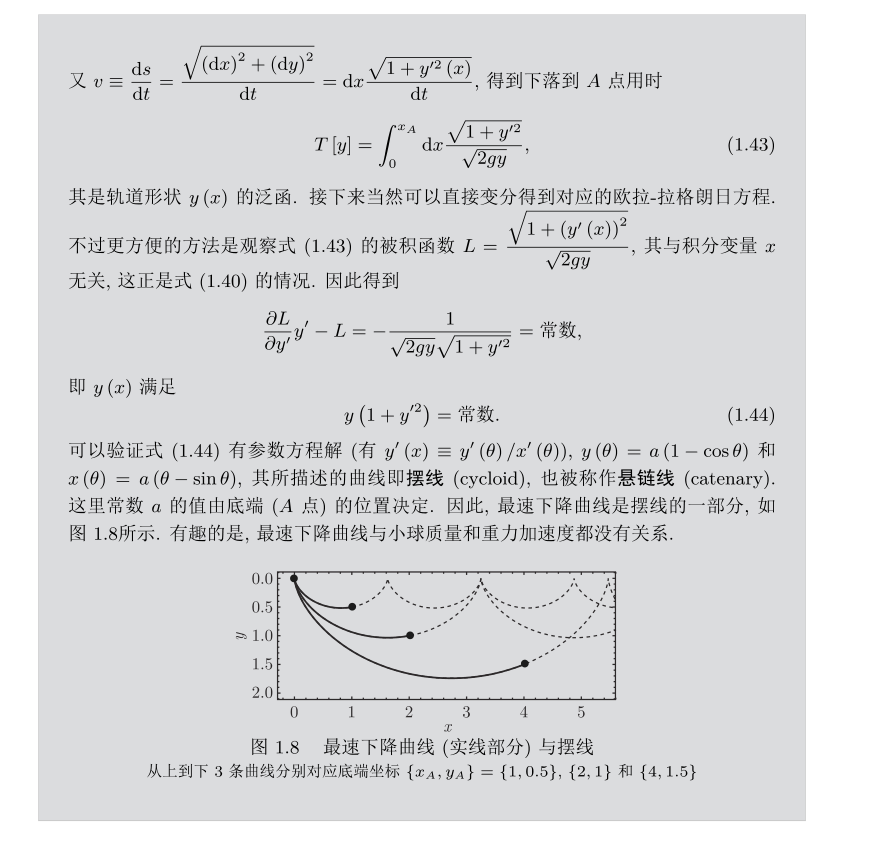 又 $v \equiv \frac{\mathrm{d}s}{\mathrm{d}t} = \frac{\sqrt{(\mathrm{d}x)^2 + (\mathrm{d}y)^2}}{\mathrm{d}t} = \mathrm{d}x \frac{\sqrt{1 + y'^2(x)}}{\mathrm{d}t}$, 得到下落到 A 点用时
$T[y] = \int_0^{x_A} \mathrm{d}x \frac{\sqrt{1 + y'^2}}{\sqrt{2gy}},$ (1.43)
其是轨道形状 y(x) 的泛函. 接下来当然可以直接变分得到对应的欧拉-拉格朗日方程.
不过更方便的方法是观察式 (1.43) 的被积函数 $L = \frac{\sqrt{1 + (y'(x))^2}}{\sqrt{2gy}}$, 其与积分变量 x
无关, 这正是式 (1.40) 的情况. 因此得到
$\frac{\partial L}{\partial y'} y' - L = -\frac{1}{\sqrt{2gy}\sqrt{1 + y'^2}} = 常数,$
即 y(x) 满足
$y(1 + y'^2) = 常数.$ (1.44)
可以验证式 (1.44) 有参数方程解 (有 $y'(x) \equiv y'(\theta)/x'(\theta)$), $y(\theta) = a(1 - \cos\theta)$ 和
$x(\theta) = a(\theta - \sin\theta)$, 其所描述的曲线即摆线 (cycloid), 也被称作悬链线 (catenary).
这里常数 a 的值由底端 (A 点) 的位置决定. 因此, 最速下降曲线是摆线的一部分, 如
图 1.8所示. 有趣的是, 最速下降曲线与小球质量和重力加速度都没有关系.
0.0
0.5
1.0
1.5
2.0
y
0 1 2 3 4 5
x
图 1.8 最速下降曲线 (实线部分) 与摆线
从上到下 3 条曲线分别对应底端坐标 $\{x_A, y_A\} = \{1, 0.5\}, \{2, 1\}$ 和 $\{4, 1.5\}$